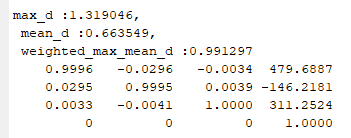 max_d :1.319046,
mean_d :0.663549,
weighted_max_mean_d :0.991297
0.9996 -0.0296 -0.0034 479.6887
0.0295 0.9995 0.0039 -146.2181
0.0033 -0.0041 1.0000 311.2524
0 0 0 1.0000